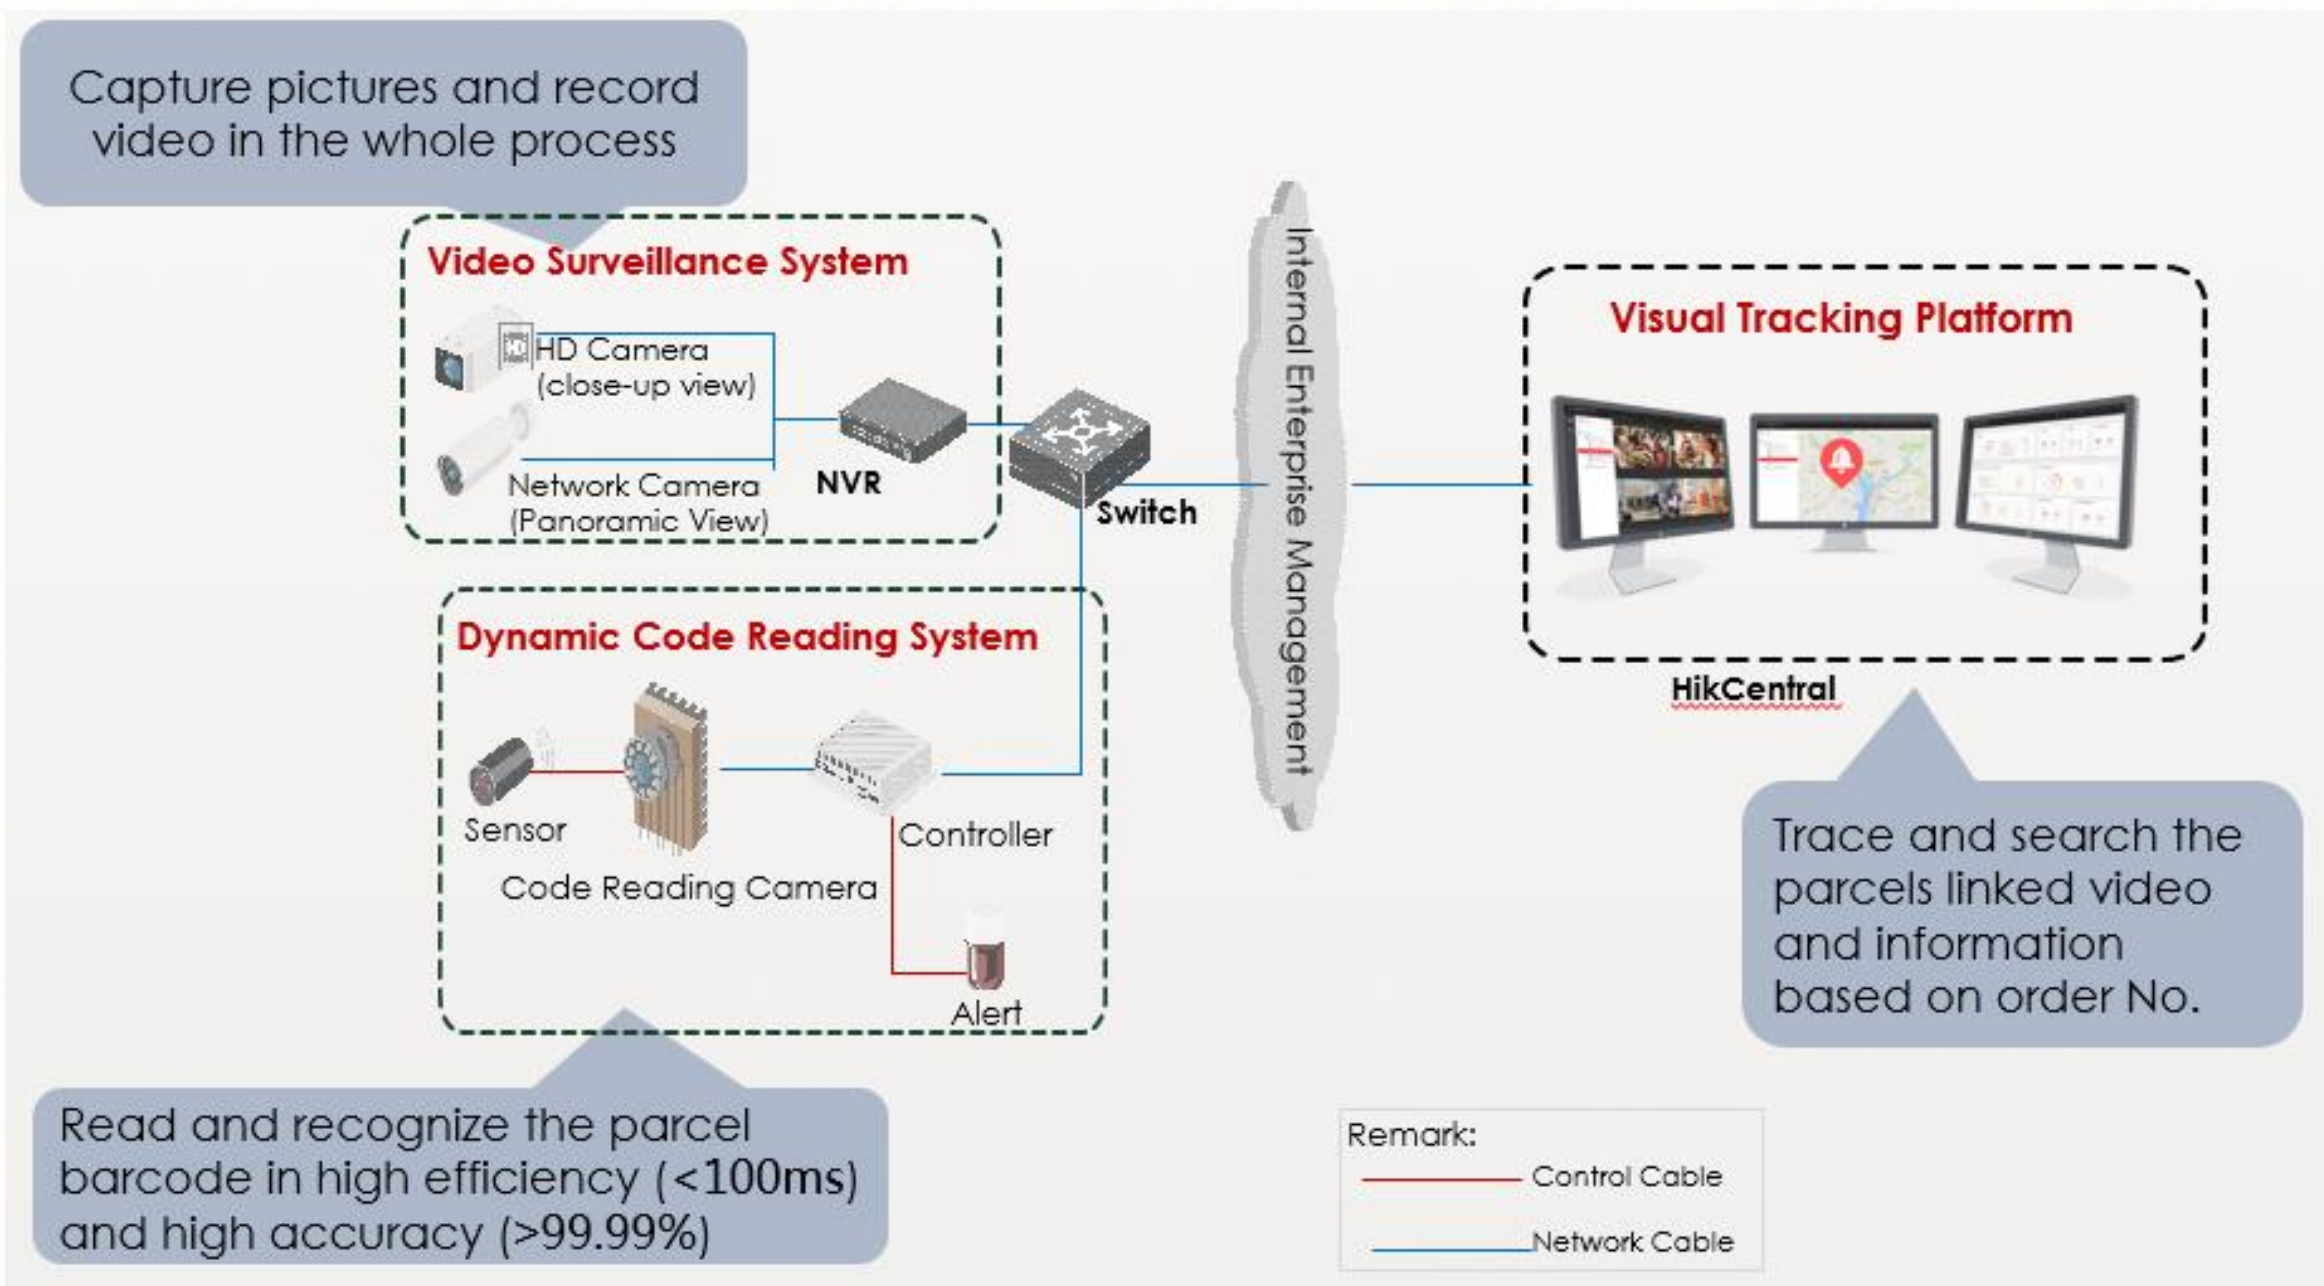 Capture pictures and record
video in the whole process
Video Surveillance System
HD
HD Camera
(close-up view)
Network Camera
(Panoramic View)
NVR
Switch
Internal Enterprise Management
Visual Tracking Platform
HikCentral
Dynamic Code Reading System
Sensor
Code Reading Camera
Controller
Alert
Trace and search the
parcels linked video
and information
based on order No.
Read and recognize the parcel
barcode in high efficiency (<100ms)
and high accuracy (>99.99%)
Remark:
Control Cable
Network Cable